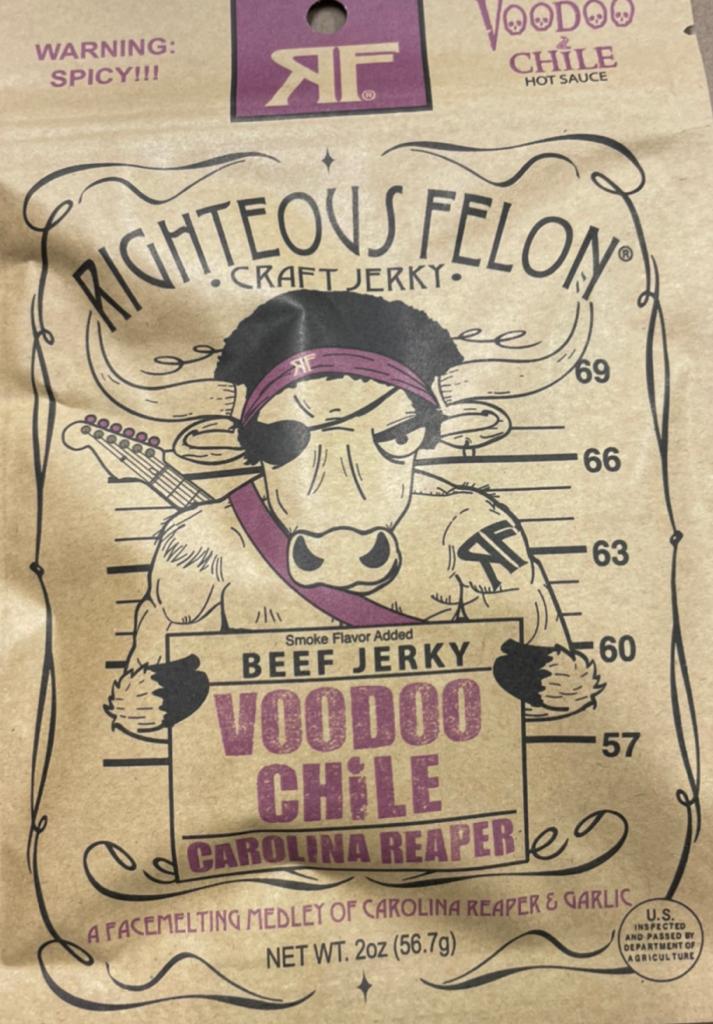 WARNING:
SPICY!!!
RF®
VOODOO
CHILE
HOT SAUCE
RIGHTEOUS FELON®
• CRAFT JERKY •
RF
69
66
RF
63
60
57
Smoke Flavor Added
BEEF JERKY
VOODOO
CHiLE
CAROLINA REAPER
A FACEMELTING MEDLEY OF CAROLINA REAPER & GARLIC
NET WT. 2oz (56.7g)
U.S.
INSPECTED
AND PASSED BY
DEPARTMENT OF
AGRICULTURE